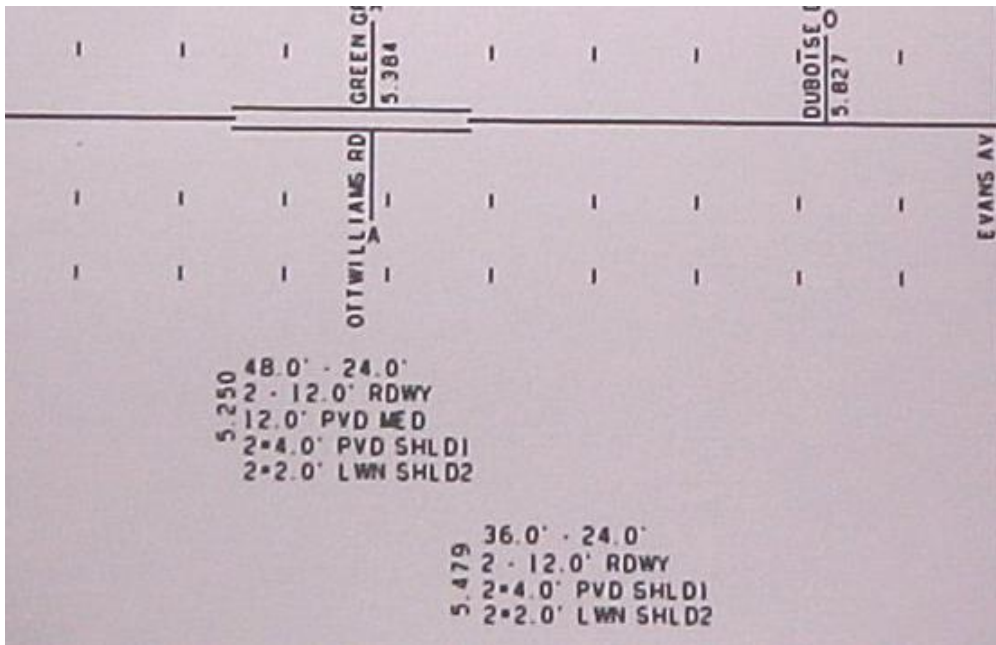 GREEN
5.384
DUBOISE
O
5.827
OTTWILLIAMS RD
A
EVANS AV
5.250
48.0' - 24.0'
2 - 12.0' RDWY
12.0' PVD MED
2*4.0' PVD SHLD1
2*2.0' LWN SHLD2
5.479
36.0' - 24.0'
2 - 12.0' RDWY
2*4.0' PVD SHLD1
2*2.0' LWN SHLD2